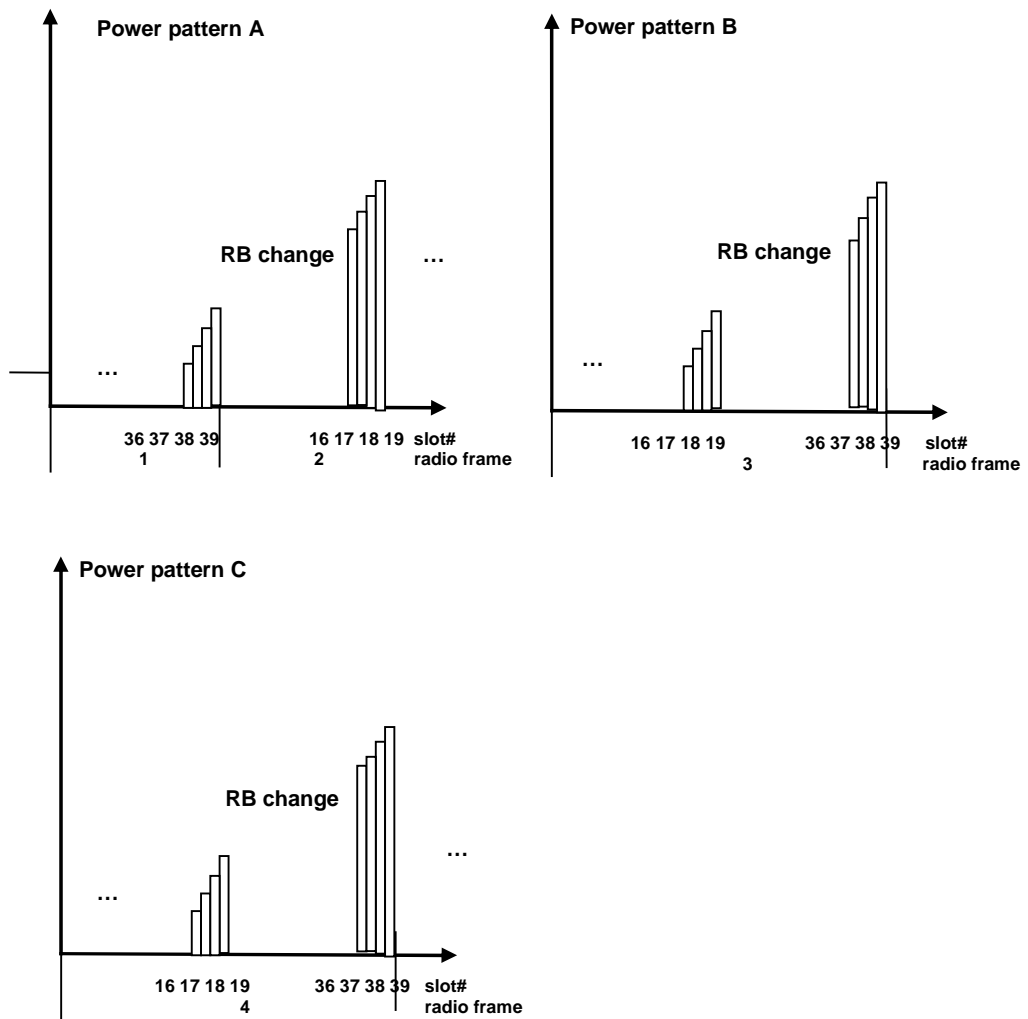 Power pattern A
RB change
…
…
36 37 38 39 16 17 18 19 slot#
1 2 radio frame
Power pattern B
RB change
…
16 17 18 19 36 37 38 39 slot#
3 radio frame
Power pattern C
RB change
…
…
16 17 18 19 36 37 38 39 slot#
4 radio frame